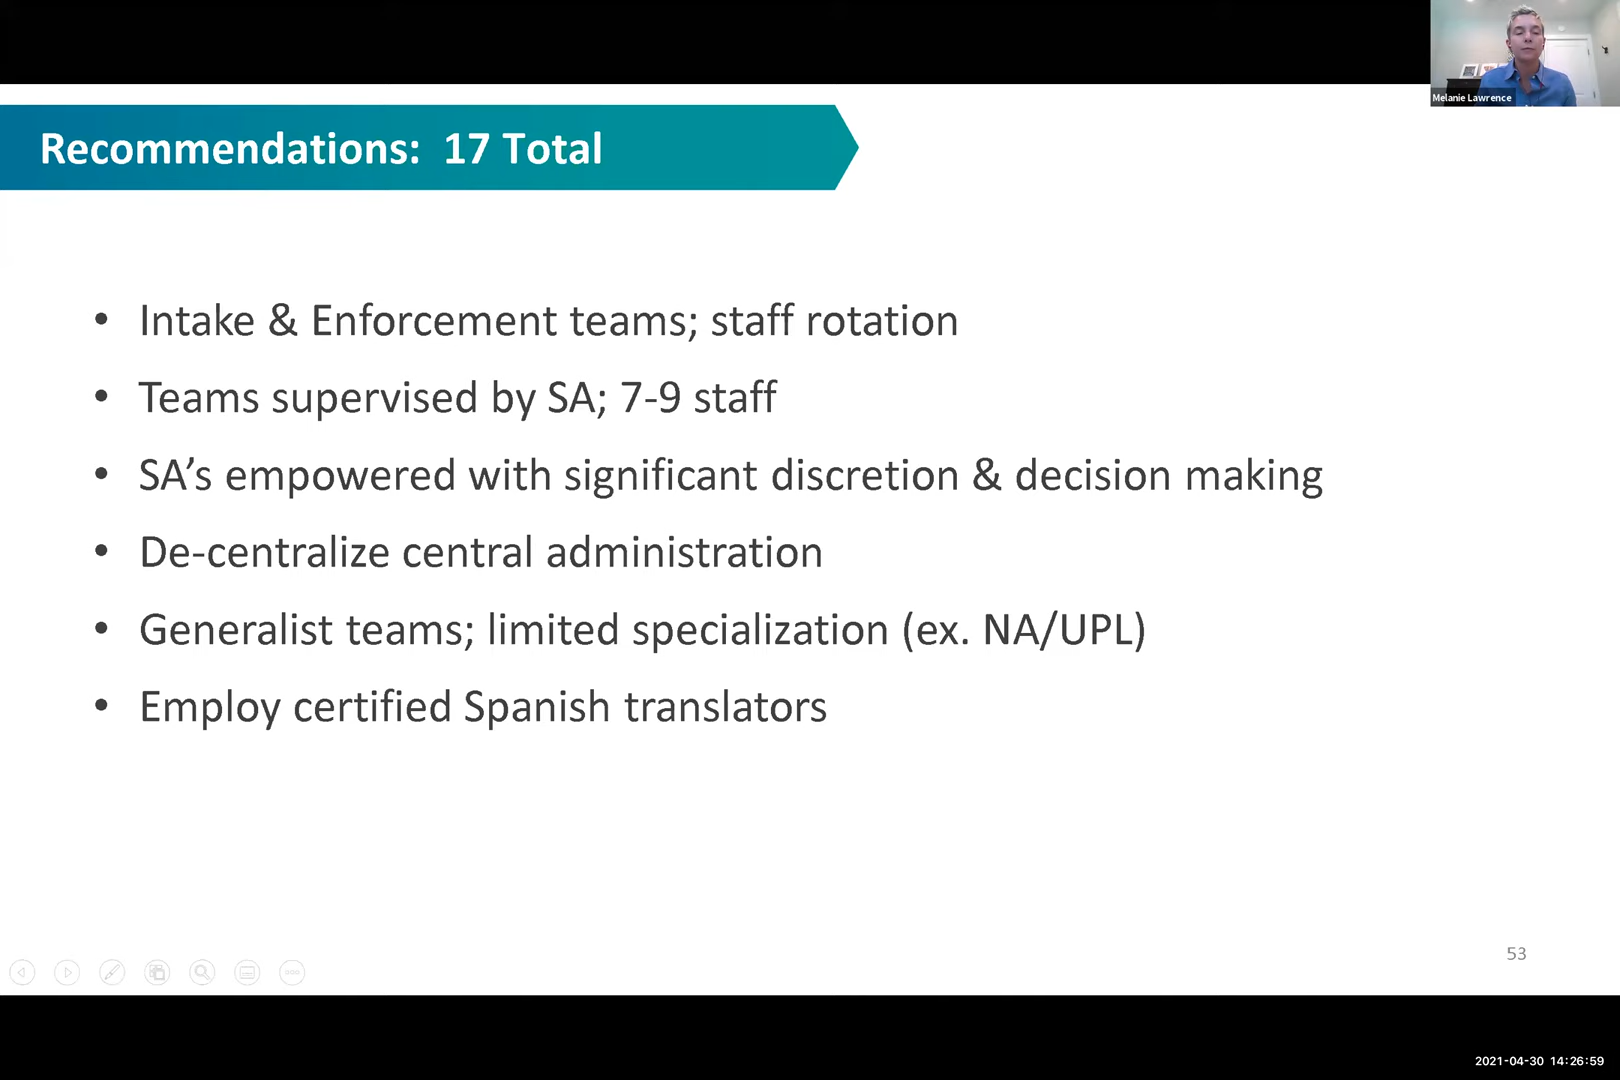 Melanie Lawrence
Recommendations: 17 Total
• Intake & Enforcement teams; staff rotation
• Teams supervised by SA; 7-9 staff
• SA’s empowered with significant discretion & decision making
• De-centralize central administration
• Generalist teams; limited specialization (ex. NA/UPL)
• Employ certified Spanish translators
53
2021-04-30 14:26:59